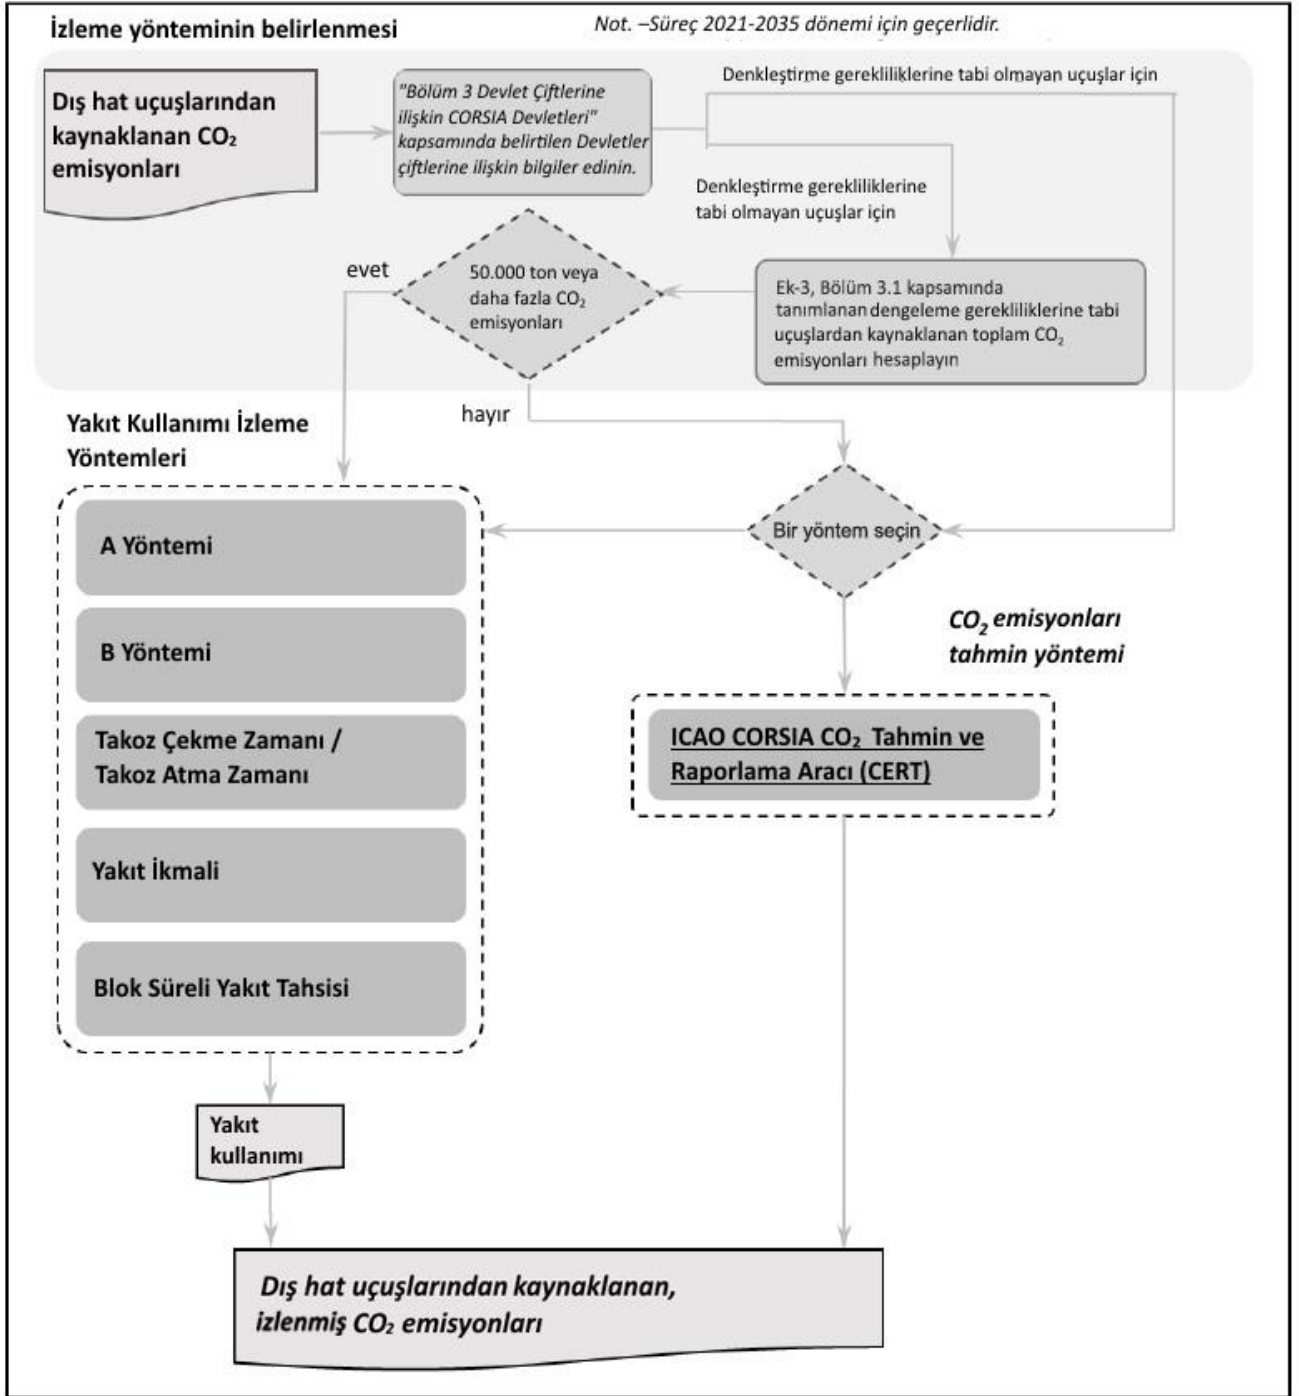 İzleme yönteminin belirlenmesi
Not. –Süreç 2021-2035 dönemi için geçerlidir.
Dış hat uçuşlarından
kaynaklanan CO₂
emisyonları
"Bölüm 3 Devlet Çiftlerine
ilişkin CORSIA Devletleri"
kapsamında belirtilen Devletler
çiftlerine ilişkin bilgiler edinin.
Denkleştirme gerekliliklerine tabi olmayan uçuşlar için
Denkleştirme gerekliliklerine
tabi olmayan uçuşlar için
evet
50.000 ton veya
daha fazla CO₂
emisyonları
Ek-3, Bölüm 3.1 kapsamında
tanımlanan dengeleme gerekliliklerine tabi
uçuşlardan kaynaklanan toplam CO₂
emisyonları hesaplayın
hayır
Yakıt Kullanımı İzleme
Yöntemleri
Bir yöntem seçin
A Yöntemi
B Yöntemi
Takoz Çekme Zamanı /
Takoz Atma Zamanı
Yakıt İkmali
Blok Süreli Yakıt Tahsisi
CO₂ emisyonları
tahmin yöntemi
ICAO CORSIA CO₂ Tahmin ve
Raporlama Aracı (CERT)
Yakıt
kullanımı
Dış hat uçuşlarından kaynaklanan,
izlenmiş CO₂ emisyonları